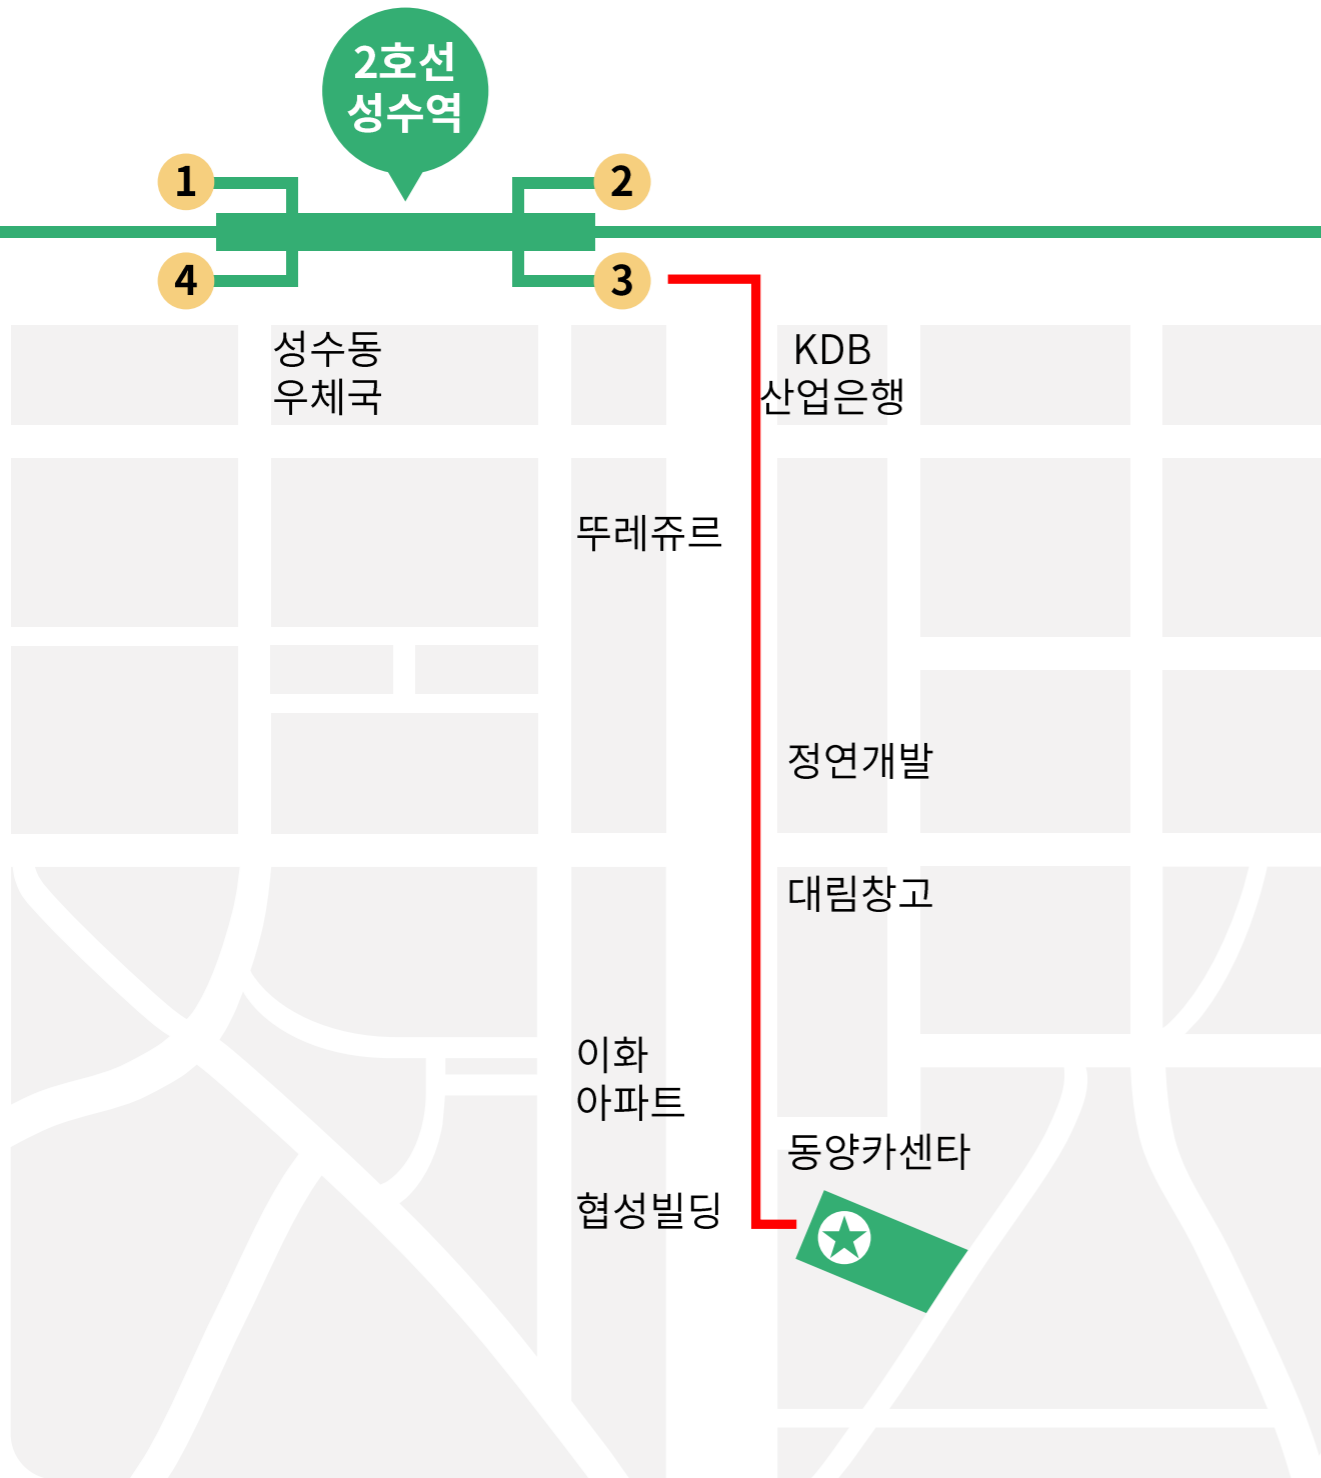 2호선
성수역
1
2
4
3
성수동
우체국
KDB
산업은행
뚜레쥬르
정연개발
대림창고
이화
아파트
동양카센타
협성빌딩